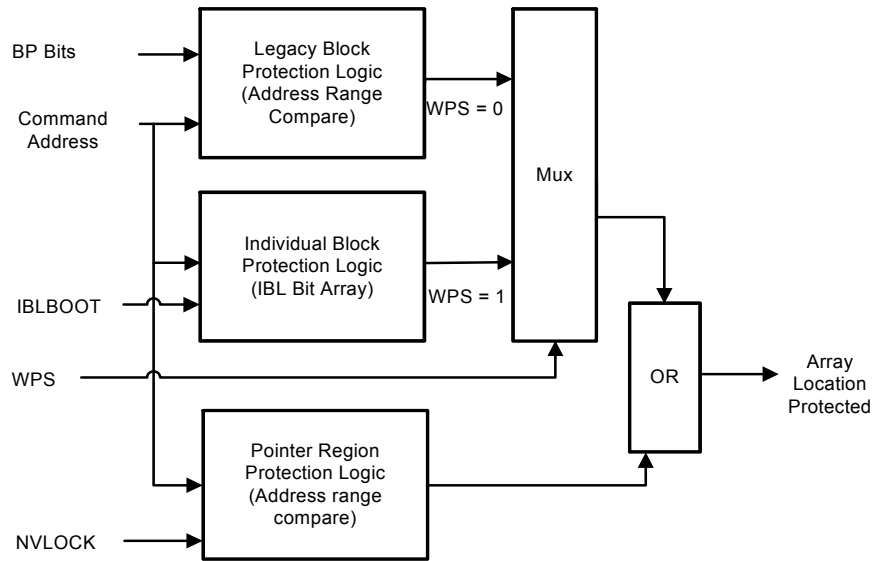 BP Bits
Command
Address
Legacy Block
Protection Logic
(Address Range
Compare)
WPS = 0
Mux
Individual Block
Protection Logic
(IBL Bit Array)
WPS = 1
IBLBOOT
WPS
OR
Array
Location
Protected
Pointer Region
Protection Logic
(Address range
compare)
NVLOCK